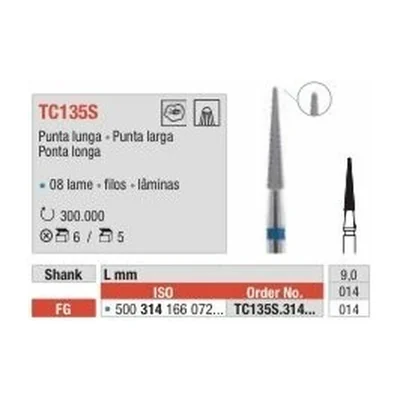 TC135S
Punta lunga • Punta larga
Ponta longa
• 08 lame • filos • lâminas
300.000
6 / 5
Shank L mm 9,0
ISO Order No. 014
FG • 500 314 166 072... TC135S.314... 014